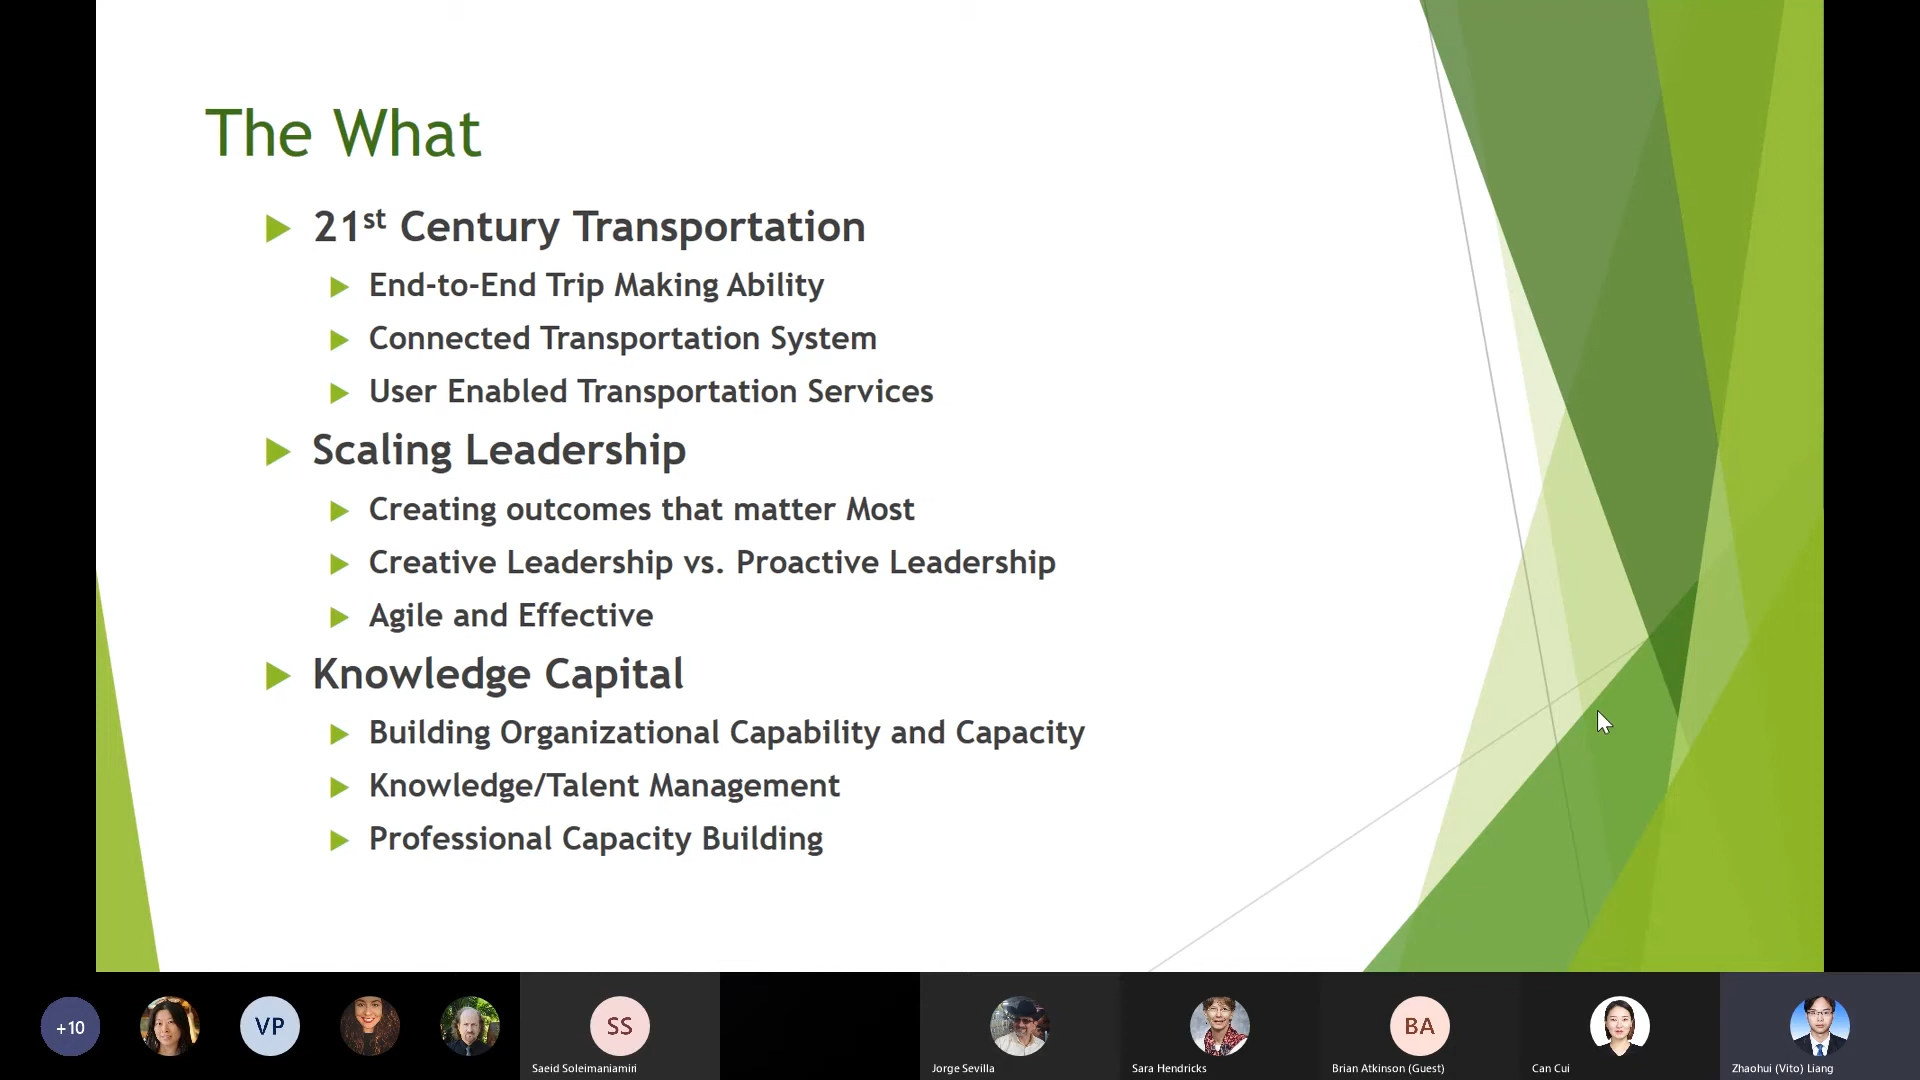 The What
21st Century Transportation
End-to-End Trip Making Ability
Connected Transportation System
User Enabled Transportation Services
Scaling Leadership
Creating outcomes that matter Most
Creative Leadership vs. Proactive Leadership
Agile and Effective
Knowledge Capital
Building Organizational Capability and Capacity
Knowledge/Talent Management
Professional Capacity Building
+10
VP
SS
BA
Saeid Soleimaniamiri
Jorge Sevilla
Sara Hendricks
Brian Atkinson (Guest)
Can Cui
Zhaohui (Vito) Liang